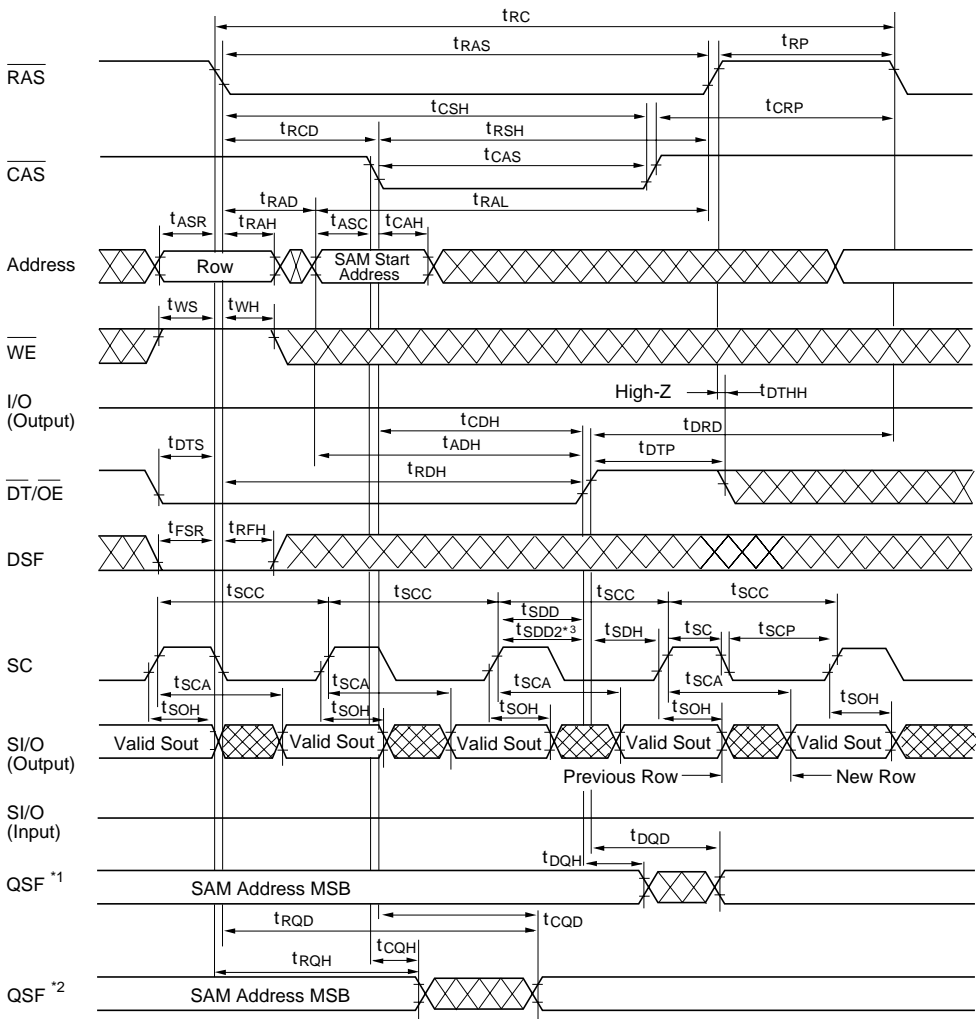 tRC
tRAS tRP
RAS
tCSH tCRP
tRCD tRSH
CAS
tCAS
tRAD tRAL
tASR tRAH tASC tCAH
Address
Row
SAM Start
Address
tWS tWH
WE
High-Z tDTHH
I/O
(Output)
tCDH tDRD
tDTS tADH tDTP
tRDH
DT/OE
tFSR tRFH
DSF
tSCC tSCC tSCC tSCC
tSDD
tSDD2*3 tSDH tSC tSCP
SC
tSCA tSCA tSCA tSCA
tSOH tSOH tSOH tSOH tSOH
SI/O
(Output)
Valid Sout Valid Sout Valid Sout Valid Sout Valid Sout
Previous Row New Row
SI/O
(Input)
tDQD
tDQH
QSF *1
SAM Address MSB
tRQD tCQD
tCQH
tRQH
QSF *2
SAM Address MSB